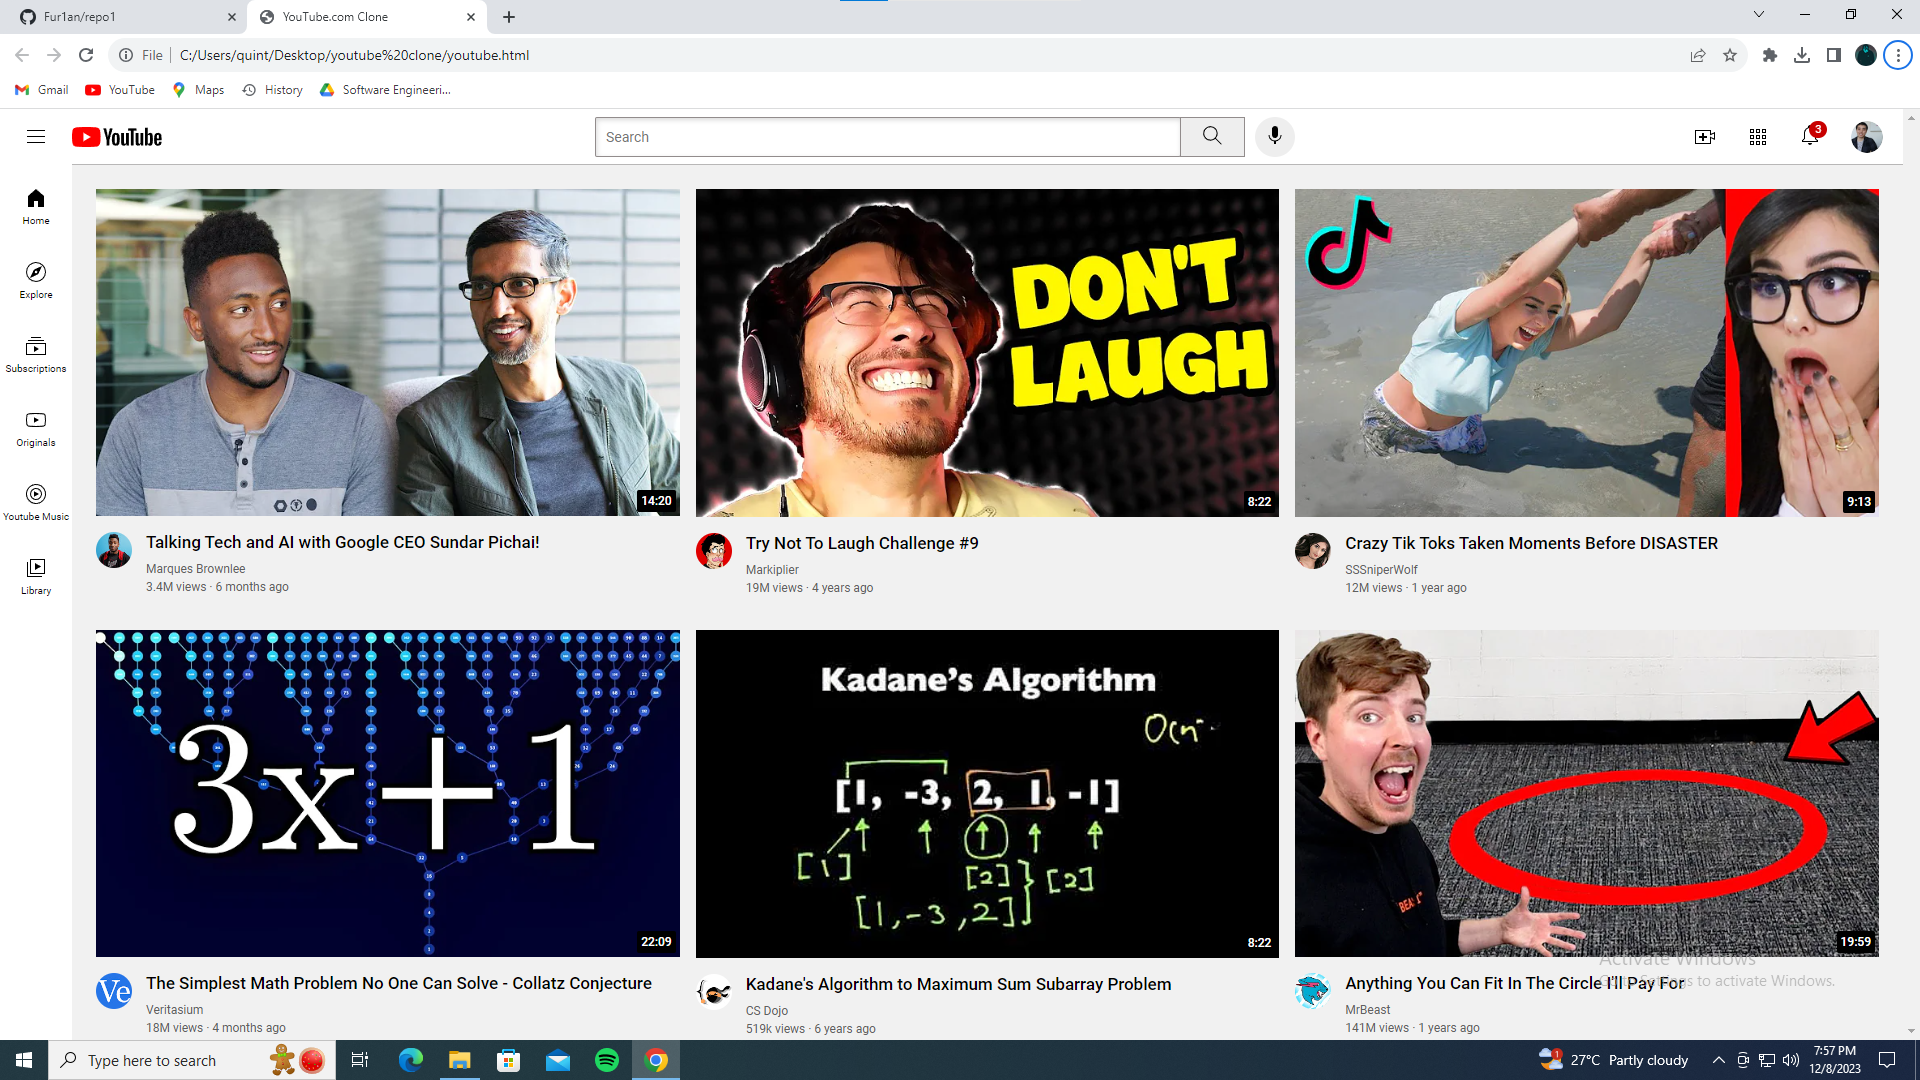 Fur1an/repo1
YouTube.com Clone
File
C:/Users/quint/Desktop/youtube%20clone/youtube.html
Gmail
YouTube
Maps
History
Software Engineeri...
YouTube
Search
3
Home
Explore
Subscriptions
Originals
Youtube Music
Library
14:20
Talking Tech and AI with Google CEO Sundar Pichai!
Marques Brownlee
3.4M views · 6 months ago
DON'T
LAUGH
8:22
Try Not To Laugh Challenge #9
Markiplier
19M views · 4 years ago
9:13
Crazy Tik Toks Taken Moments Before DISASTER
SSSniperWolf
12M views · 1 year ago
3x+1
22:09
Ve
The Simplest Math Problem No One Can Solve - Collatz Conjecture
Veritasium
18M views · 4 months ago
Kadane's Algorithm
[1, -3, 2, 1, -1]
[1]
[2]
[2]
[1,-3,2]
8:22
Kadane's Algorithm to Maximum Sum Subarray Problem
CS Dojo
519k views · 6 years ago
19:59
Anything You Can Fit In The Circle I'll Pay For
MrBeast
141M views · 1 years ago
Activate Windows
Go to Settings to activate Windows.
Type here to search
1
27°C Partly cloudy
7:57 PM
12/8/2023